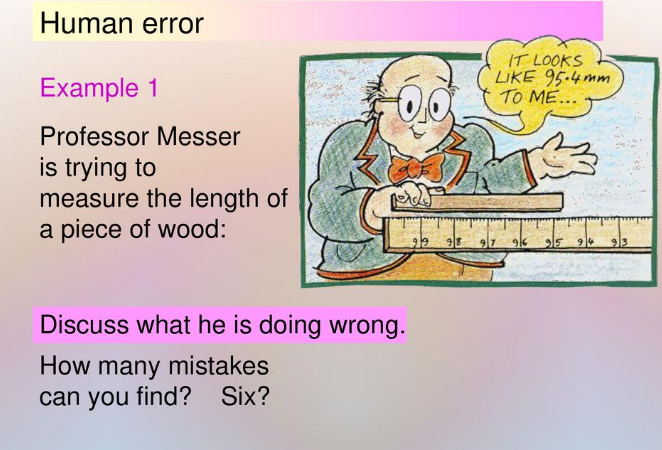 Human error
Example 1
Professor Messer
is trying to
measure the length of
a piece of wood:
IT LOOKS
LIKE 95.4mm
TO ME...
99 98 97 96 95 94 93
Discuss what he is doing wrong.
How many mistakes
can you find? Six?